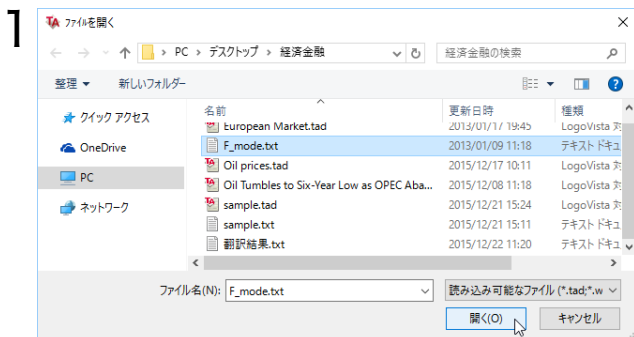 1
TA ファイルを開く
PC › デスクトップ › 経済金融 経済金融の検索
整理 新しいフォルダー
名前 更新日時 種類
クイック アクセス
OneDrive
PC
ネットワーク
European Market.tad 2013/01/17 19:45 LogoVista 対
F_mode.txt 2013/01/09 11:18 テキスト ドキュ
Oil prices.tad 2015/12/17 10:11 LogoVista 対
Oil Tumbles to Six-Year Low as OPEC Aba... 2015/12/08 11:18 LogoVista 対
sample.tad 2015/12/21 15:24 LogoVista 対
sample.txt 2015/12/21 15:11 テキスト ドキュ
翻訳結果.txt 2015/12/22 11:20 テキスト ドキュ
ファイル名(N): F_mode.txt 読み込み可能なファイル (*.tad;*.w
開く(O) キャンセル